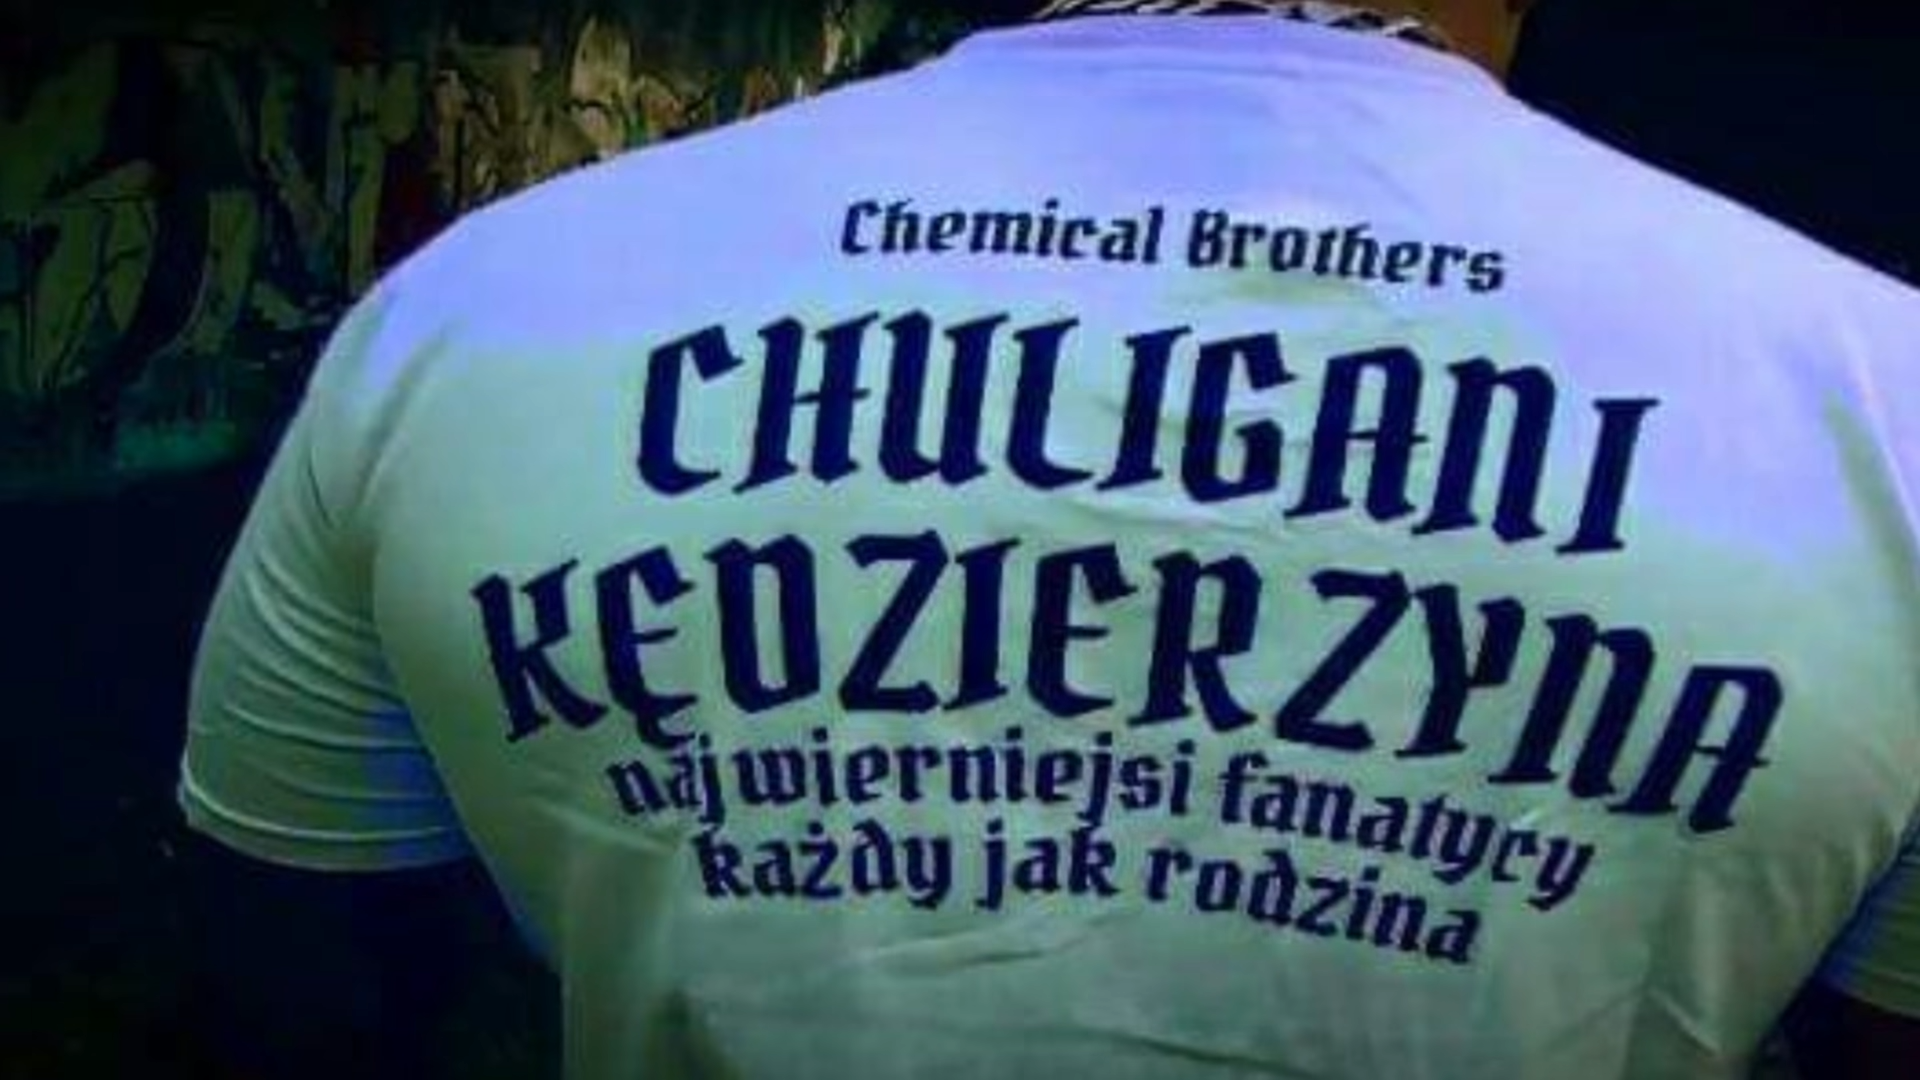 Chemical Brothers
CHULIGANI
KĘDZIERZYNA
najwierniejsi fanatycy
każdy jak rodzina